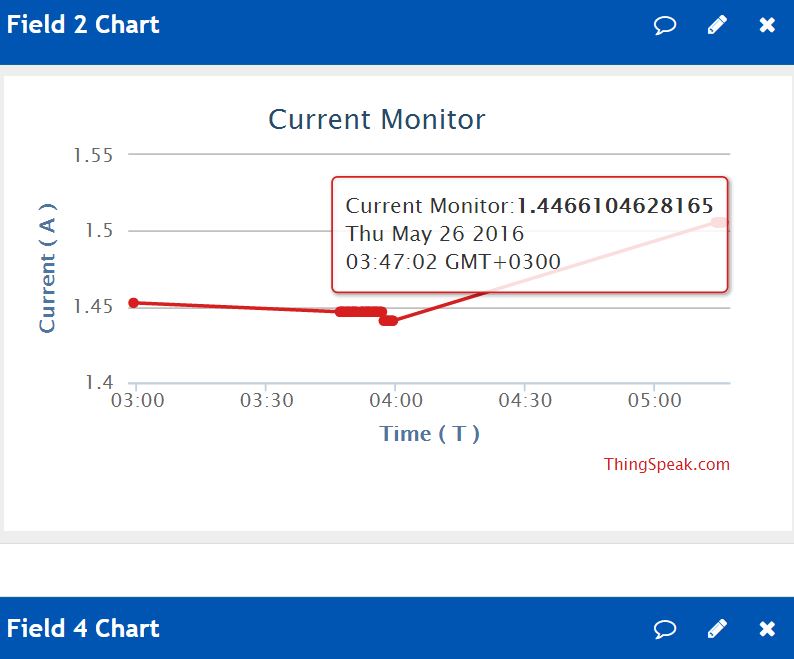 Field 2 Chart
Current Monitor
1.55
1.5
1.45
1.4
Current ( A )
Current Monitor:1.4466104628165
Thu May 26 2016
03:47:02 GMT+0300
03:00 03:30 04:00 04:30 05:00
Time ( T )
ThingSpeak.com
Field 4 Chart